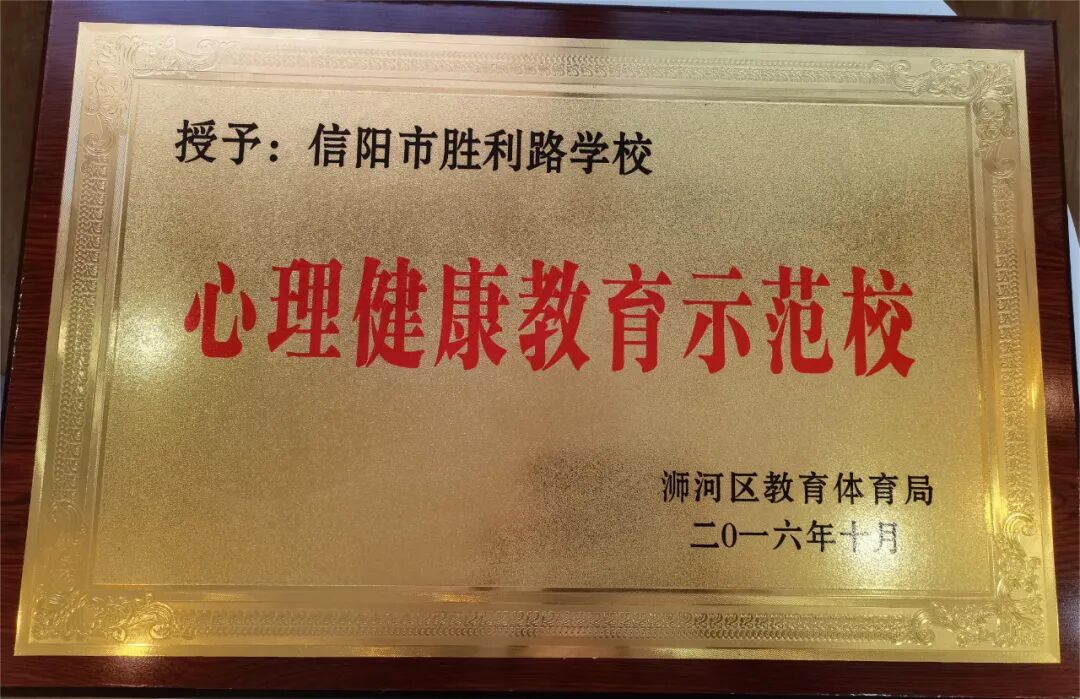 授予：信阳市胜利路学校
心理健康教育示范校
浉河区教育体育局
二0一六年十月